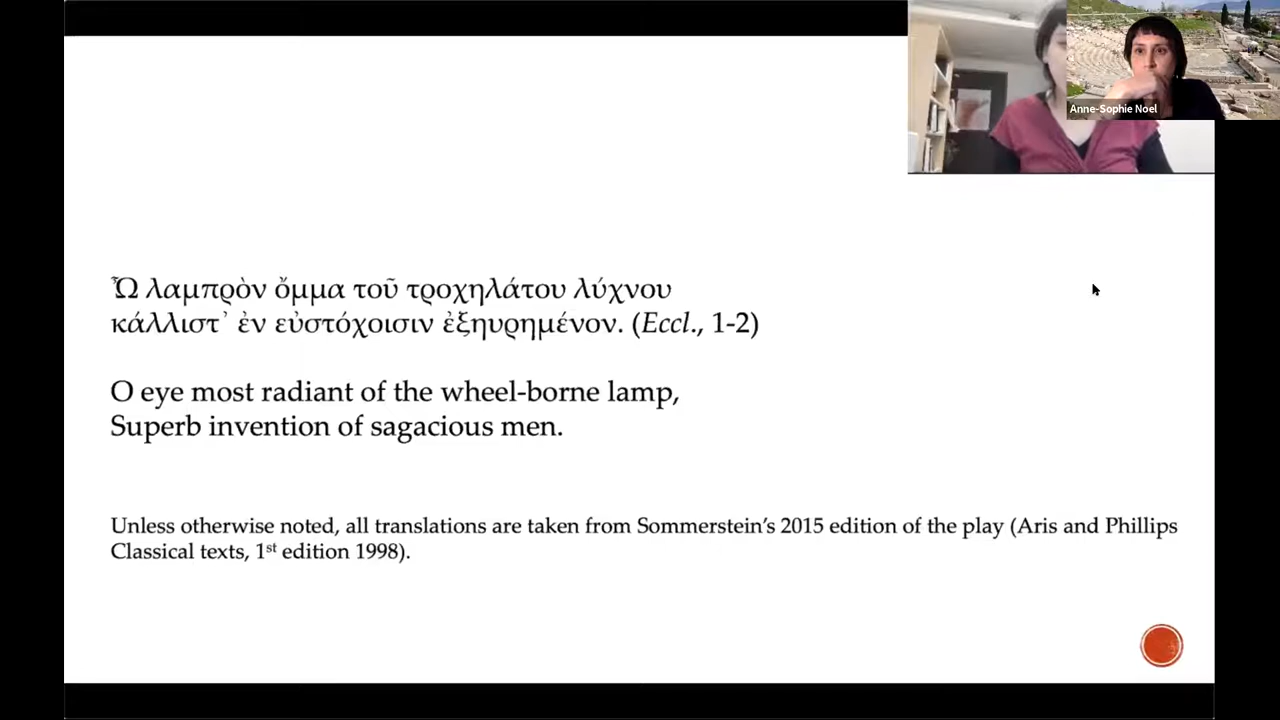 Anne-Sophie Noel
Ὦ λαμπρὸν ὄμμα τοῦ τροχηλάτου λύχνου
κάλλιστ᾽ ἐν εὐστόχοισιν ἐξηυρημένον. (Eccl., 1-2)
O eye most radiant of the wheel-borne lamp,
Superb invention of sagacious men.
Unless otherwise noted, all translations are taken from Sommerstein’s 2015 edition of the play (Aris and Phillips
Classical texts, 1st edition 1998).